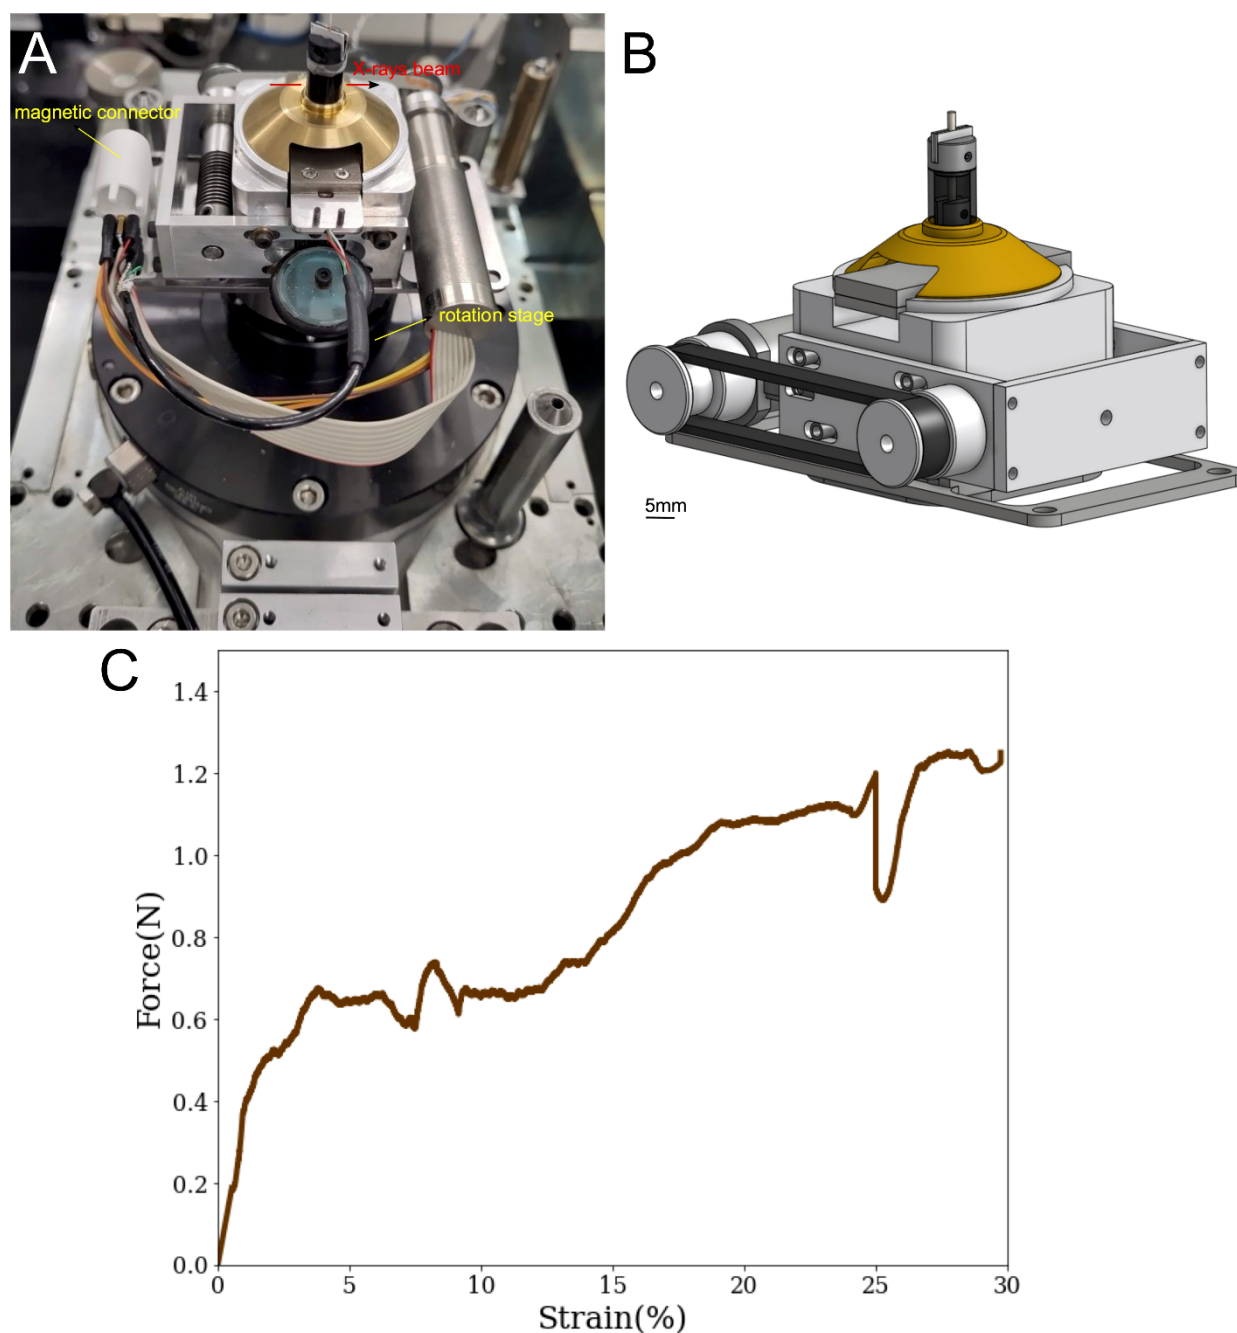 A
X-rays beam
magnetic connector
rotation stage
B
5mm
C
1.4
1.2
1.0
0.8
0.6
0.4
0.2
0.0
Force(N)
0 5 10 15 20 25 30
Strain(%)